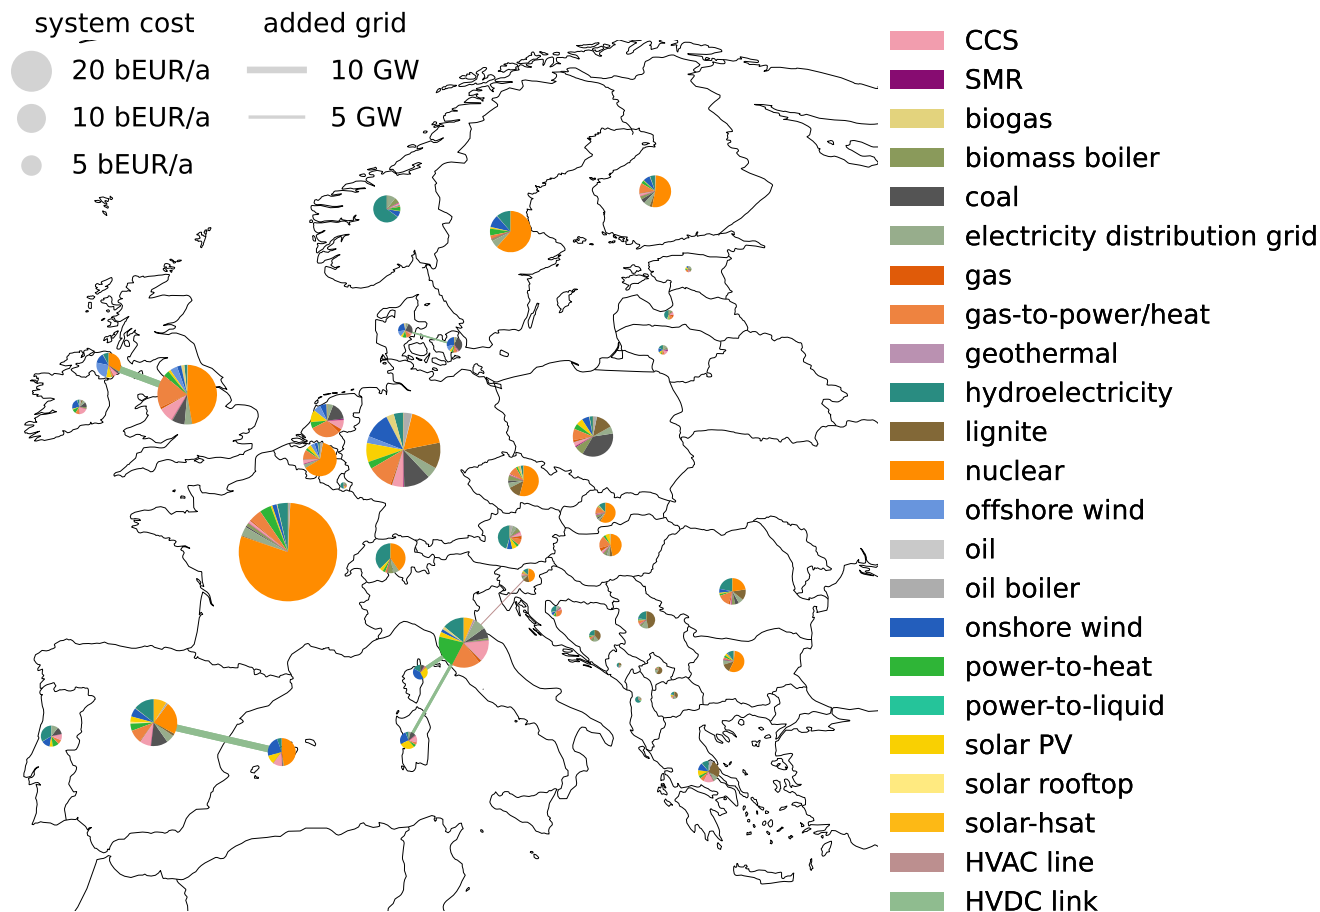 system cost
added grid
20 bEUR/a
10 GW
10 bEUR/a
5 GW
5 bEUR/a
CCS
SMR
biogas
biomass boiler
coal
electricity distribution grid
gas
gas-to-power/heat
geothermal
hydroelectricity
lignite
nuclear
offshore wind
oil
oil boiler
onshore wind
power-to-heat
power-to-liquid
solar PV
solar rooftop
solar-hsat
HVAC line
HVDC link